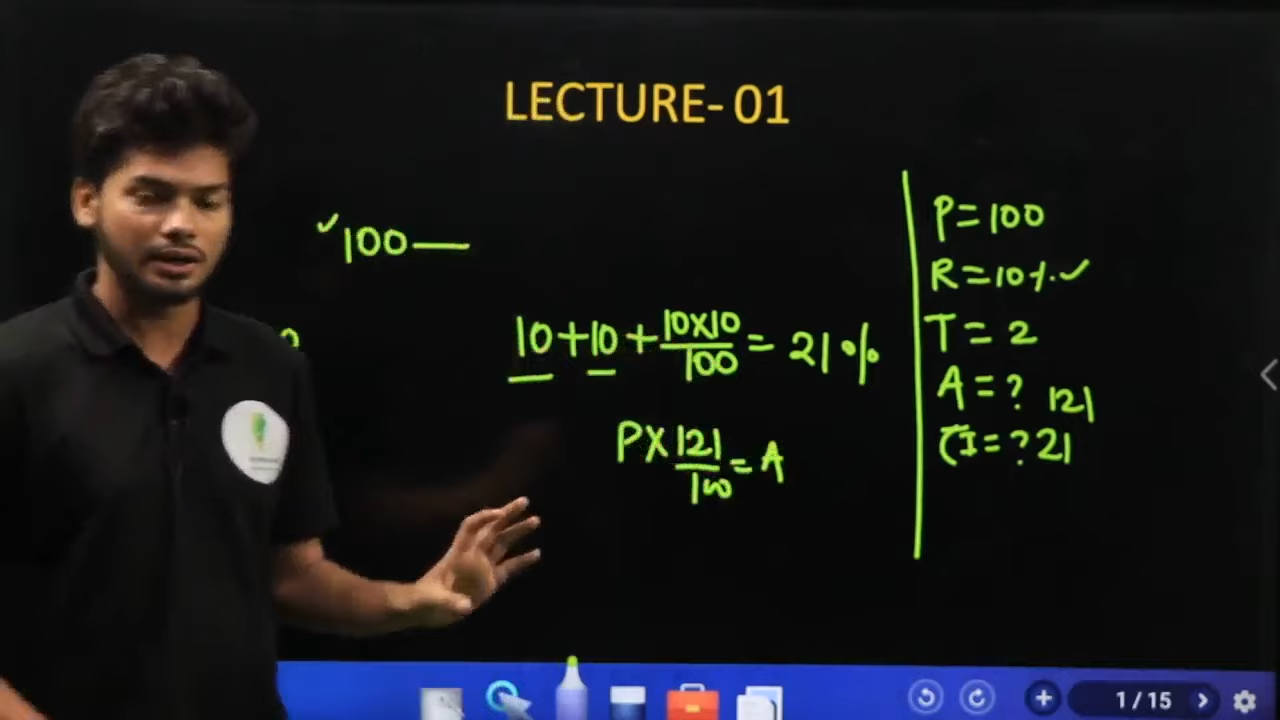 LECTURE- 01
✓100—
10+10+10×10/100=21%
P×121/100=A
P=100
R=10%✓
T=2
A=? 121
CI=?21
1 / 15